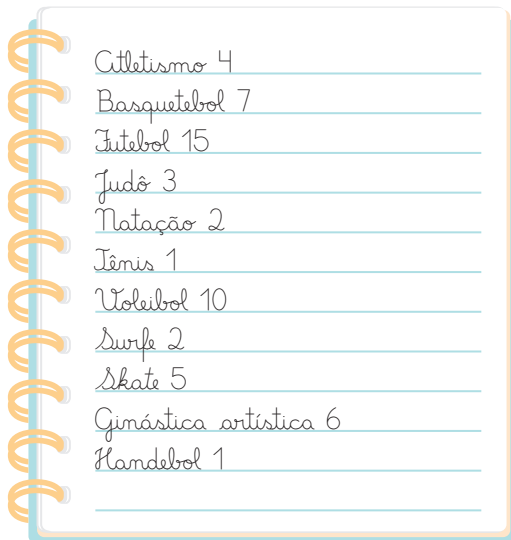 Atletismo 4
Basquetebol 7
Futebol 15
Judô 3
Natação 2
Tênis 1
Voleibol 10
Surfe 2
Skate 5
Ginástica artística 6
Handebol 1